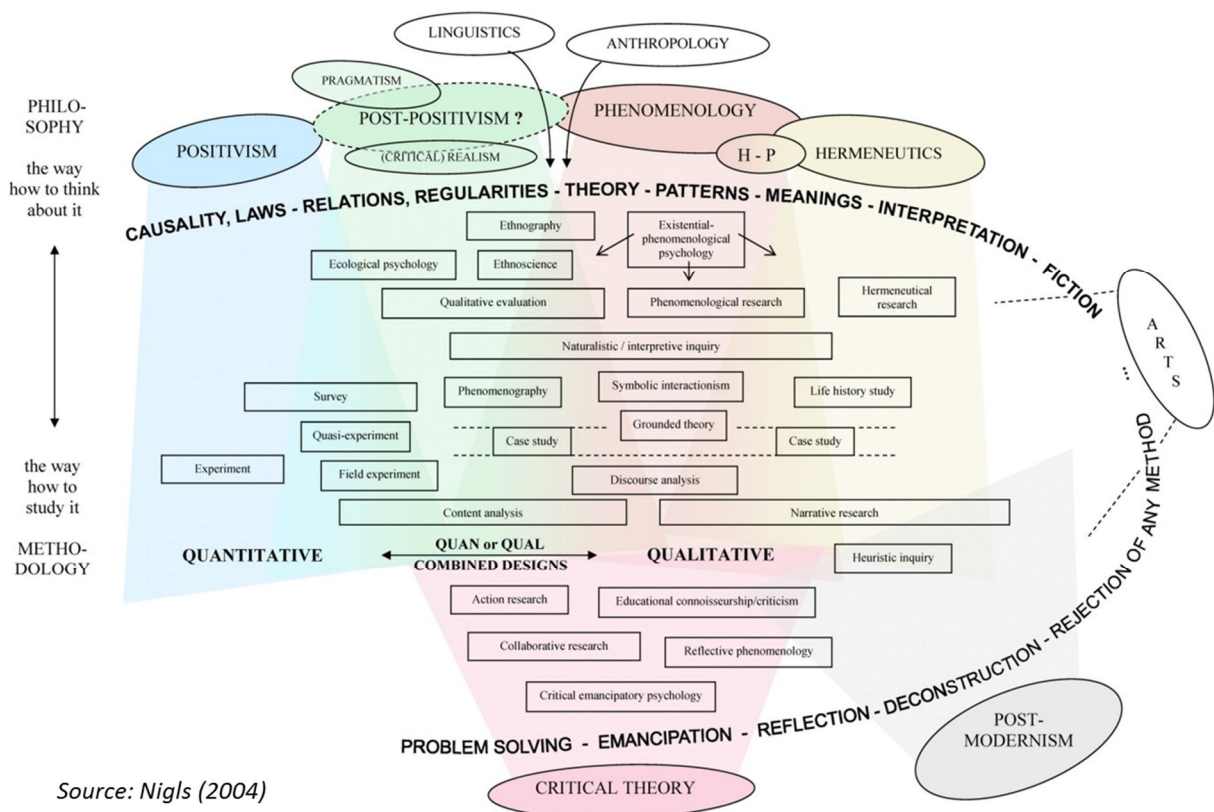 LINGUISTICS
ANTHROPOLOGY
PRAGMATISM
PHILO-
SOPHY
POST-POSITIVISM ?
PHENOMENOLOGY
POSITIVISM
(CRITICAL) REALISM
H - P
HERMENEUTICS
the way
how to think
about it
CAUSALITY, LAWS - RELATIONS, REGULARITIES - THEORY - PATTERNS - MEANINGS - INTERPRETATION - FICTION
...
ARTS
Ethnography
Existential-
phenomenological
psychology
Ecological psychology
Ethnoscience
Qualitative evaluation
Phenomenological research
Hermeneutical
research
Naturalistic / interpretive inquiry
Survey
Phenomenography
Symbolic interactionism
Life history study
Quasi-experiment
Case study
Grounded theory
Case study
Experiment
Field experiment
Discourse analysis
Content analysis
Narrative research
the way
how to
study it
METHO-
DOLOGY
QUANTITATIVE
QUAN or QUAL
COMBINED DESIGNS
QUALITATIVE
Heuristic inquiry
Action research
Educational connoisseurship/criticism
Collaborative research
Reflective phenomenology
Critical emancipatory psychology
PROBLEM SOLVING - EMANCIPATION - REFLECTION - DECONSTRUCTION - REJECTION OF ANY METHOD
POST-
MODERNISM
CRITICAL THEORY
Source: Nigls (2004)